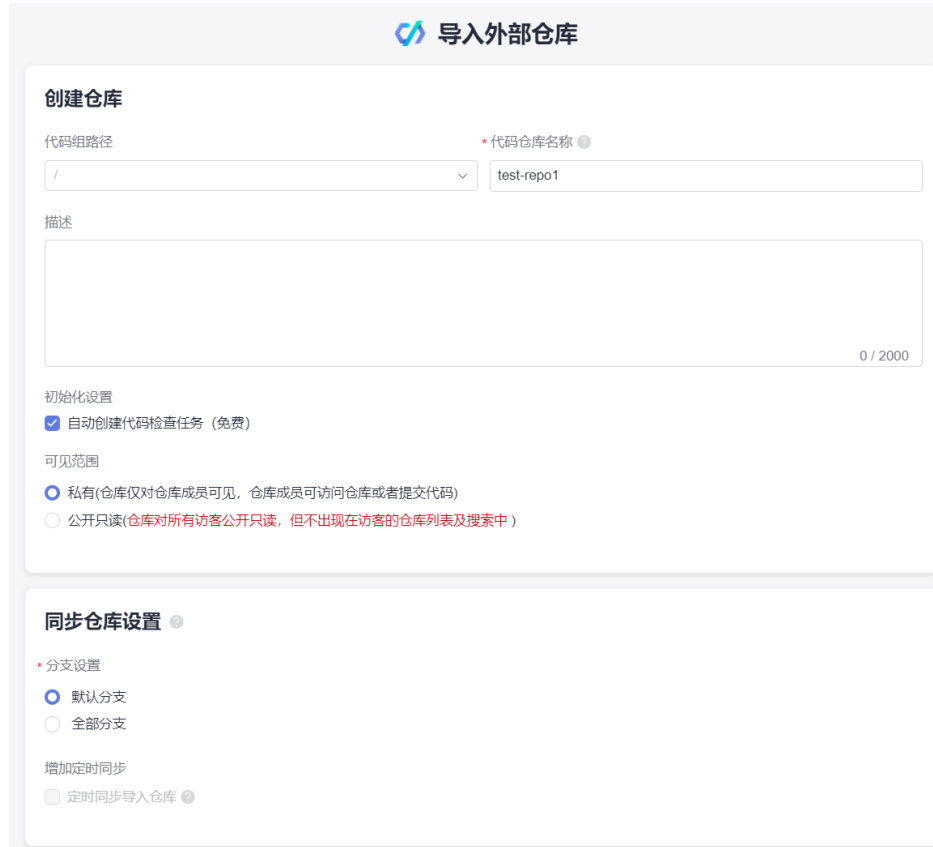 导入外部仓库
创建仓库
代码组路径
* 代码仓库名称 ?
/
test-repo1
描述
0 / 2000
初始化设置
自动创建代码检查任务（免费）
可见范围
私有(仓库仅对仓库成员可见，仓库成员可访问仓库或者提交代码)
公开只读(仓库对所有访客公开只读，但不出现在访客的仓库列表及搜索中 )
同步仓库设置 ?
* 分支设置
默认分支
全部分支
增加定时同步
定时同步导入仓库 ?